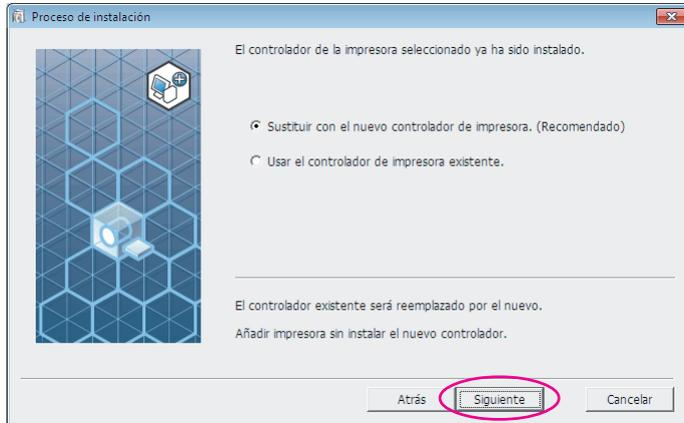 Proceso de instalación
El controlador de la impresora seleccionado ya ha sido instalado.
Sustituir con el nuevo controlador de impresora. (Recomendado)
Usar el controlador de impresora existente.
El controlador existente será reemplazado por el nuevo.
Añadir impresora sin instalar el nuevo controlador.
Atrás Siguiente Cancelar